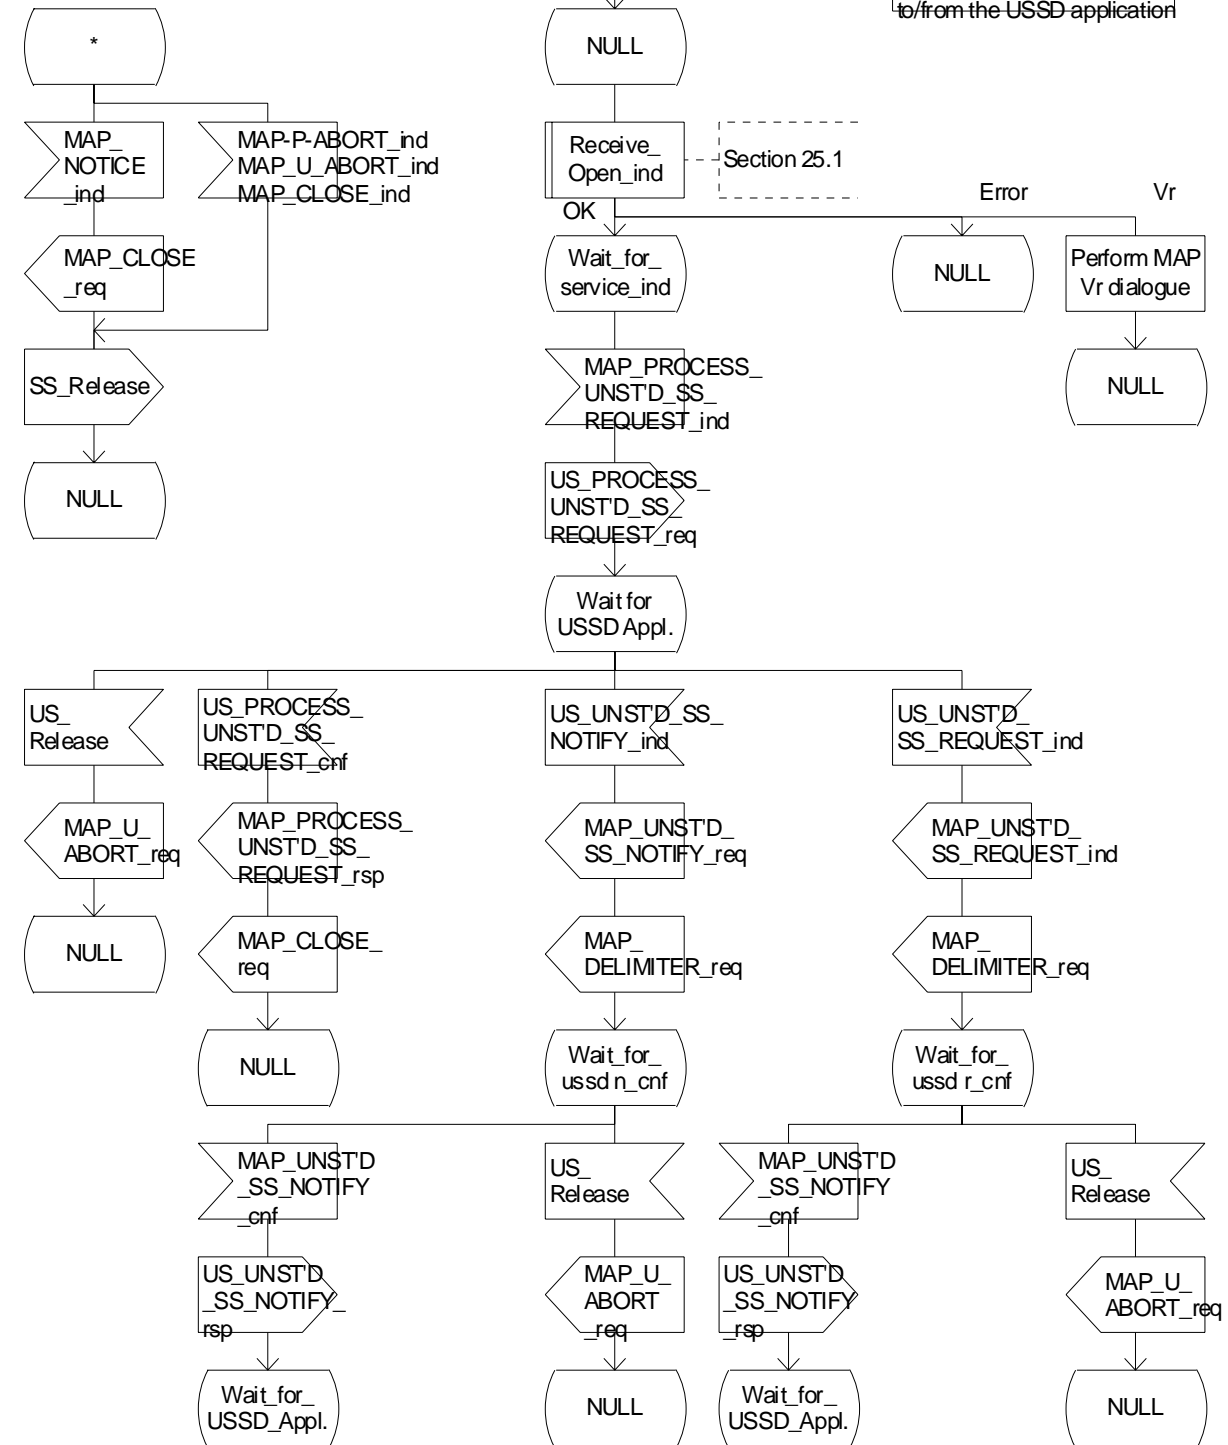 to/from the USSD application
*
NULL
MAP_
NOTICE
_ind
MAP-P-ABORT_ind
MAP_U_ABORT_ind
MAP_CLOSE_ind
Receive_
Open_ind
Section 25.1
OK
Error
Vr
MAP_CLOSE
_req
Wait_for_
service_ind
NULL
Perform MAP
Vr dialogue
SS_Release
MAP_PROCESS_
UNST'D_SS_
REQUEST_ind
NULL
NULL
US_PROCESS_
UNST'D_SS_
REQUEST_req
Wait for
USSD Appl.
US_
Release
US_PROCESS_
UNST'D_SS_
REQUEST_cnf
US_UNST'D_SS_
NOTIFY_ind
US_UNST'D_
SS_REQUEST_ind
MAP_U_
ABORT_req
MAP_PROCESS_
UNST'D_SS_
REQUEST_rsp
MAP_UNST'D_
SS_NOTIFY_req
MAP_UNST'D_
SS_REQUEST_ind
NULL
MAP_CLOSE_
req
MAP_
DELIMITER_req
MAP_
DELIMITER_req
NULL
Wait_for_
ussd n_cnf
Wait_for_
ussd r_cnf
MAP_UNST'D
_SS_NOTIFY
_cnf
US_
Release
MAP_UNST'D
_SS_NOTIFY
_cnf
US_
Release
US_UNST'D
_SS_NOTIFY_
rsp
MAP_U_
ABORT
_req
US_UNST'D
_SS_NOTIFY
_rsp
MAP_U_
ABORT_req
Wait_for_
USSD_Appl.
NULL
Wait_for_
USSD_Appl.
NULL